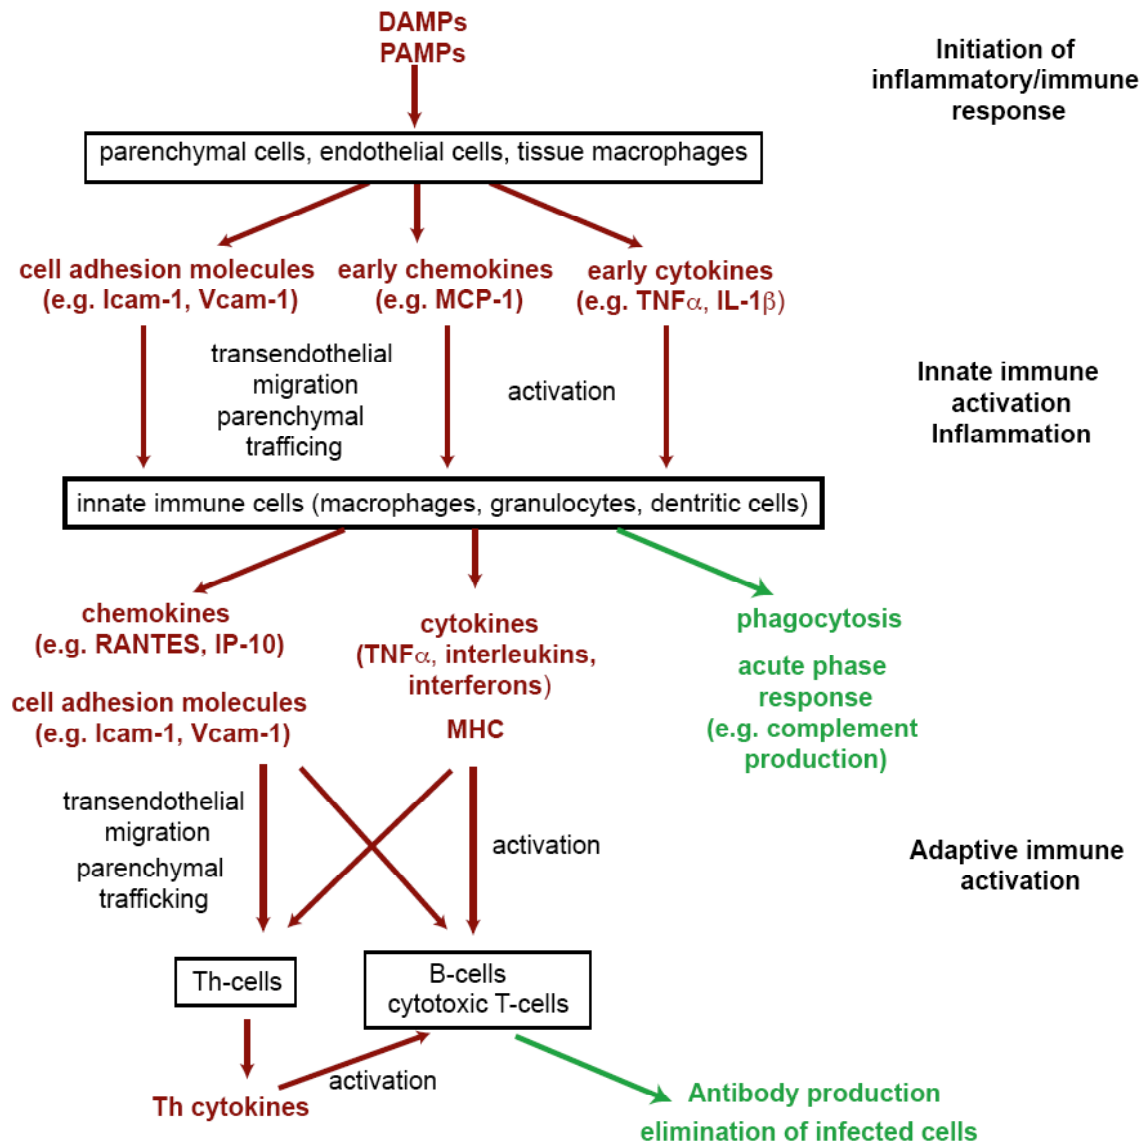 DAMPs
PAMPs
Initiation of
inflammatory/immune
response
parenchymal cells, endothelial cells, tissue macrophages
cell adhesion molecules
(e.g. Icam-1, Vcam-1)
early chemokines
(e.g. MCP-1)
early cytokines
(e.g. TNFα, IL-1β)
transendothelial
migration
parenchymal
trafficing
activation
Innate immune
activation
Inflammation
innate immune cells (macrophages, granulocytes, dentritic cells)
chemokines
(e.g. RANTES, IP-10)
cell adhesion molecules
(e.g. Icam-1, Vcam-1)
cytokines
(TNFα, interleukins,
interferons)
MHC
phagocytosis
acute phase
response
(e.g. complement
production)
transendothelial
migration
parenchymal
trafficking
activation
Adaptive immune
activation
Th-cells
B-cells
cytotoxic T-cells
activation
Th cytokines
Antibody production
elimination of infected cells